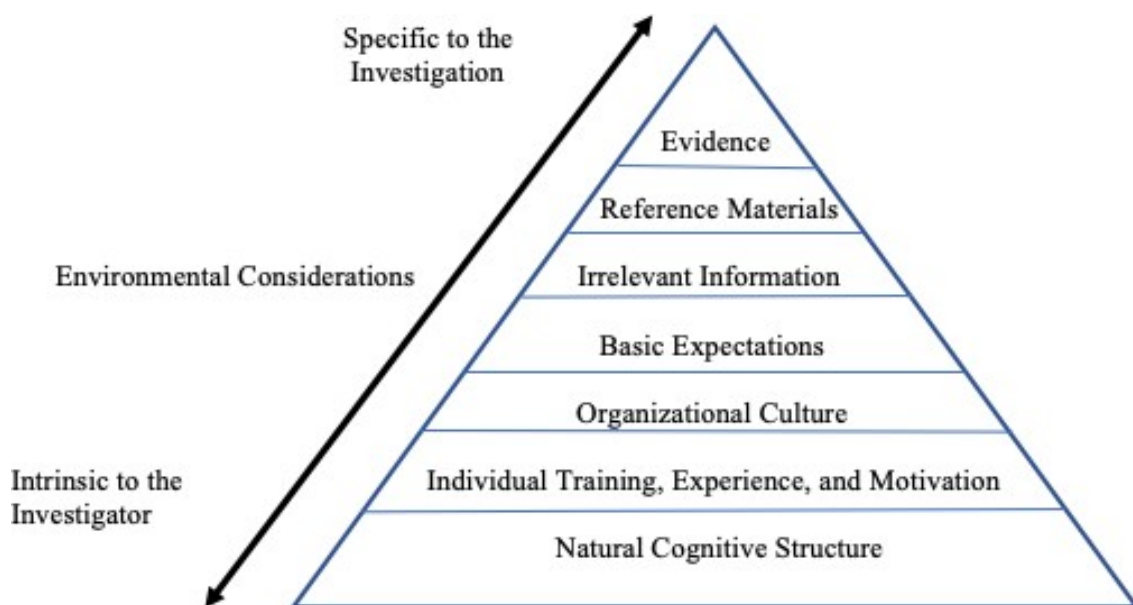 Specific to the
Investigation
Evidence
Reference Materials
Environmental Considerations
Irrelevant Information
Basic Expectations
Organizational Culture
Intrinsic to the
Investigator
Individual Training, Experience, and Motivation
Natural Cognitive Structure